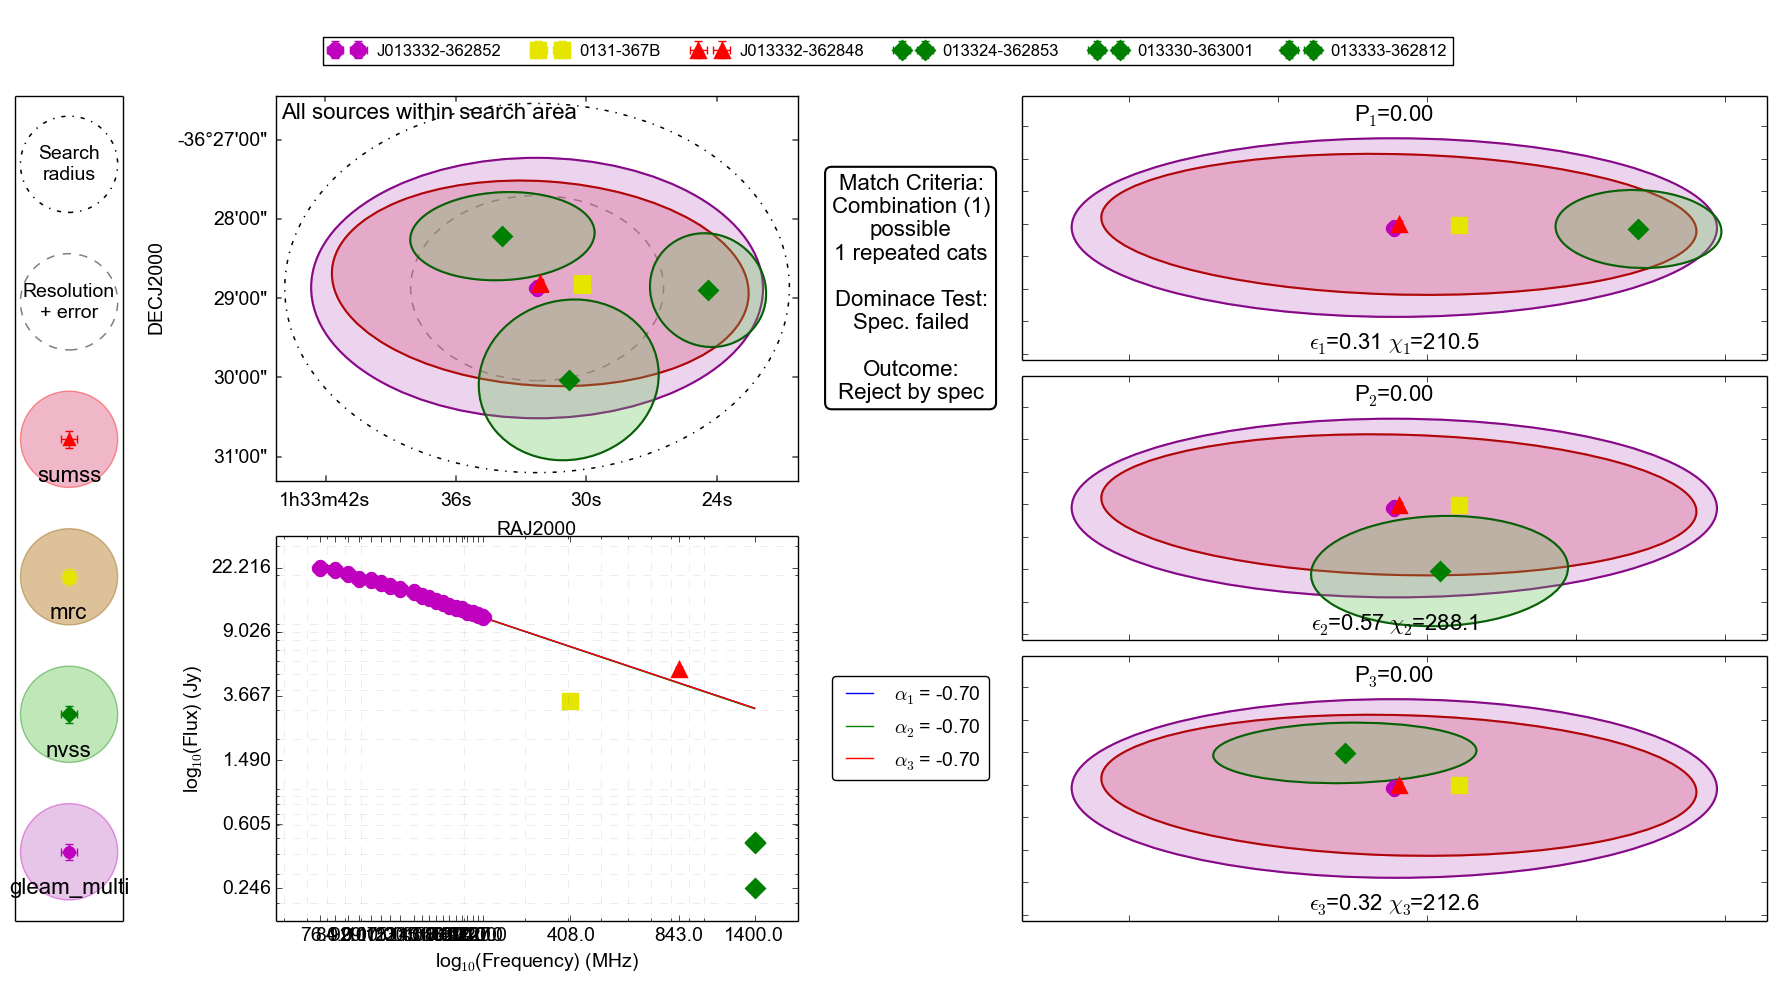 J013332-362852
0131-367B
J013332-362848
013324-362853
013330-363001
013333-362812
Search
radius
Resolution
+ error
sumss
mrc
nvss
gleam_multi
All sources within search area
-36°27'00"
28'00"
29'00"
30'00"
31'00"
DECJ2000
1h33m42s
36s
30s
24s
RAJ2000
Match Criteria:
Combination (1)
possible
1 repeated cats
Dominace Test:
Spec. failed
Outcome:
Reject by spec
22.216
9.026
3.667
1.490
0.605
0.246
log₁₀(Flux) (Jy)
408.0
843.0
1400.0
log₁₀(Frequency) (MHz)
α₁ = -0.70
α₂ = -0.70
α₃ = -0.70
P₁=0.00
ϵ₁=0.31 χ₁=210.5
P₂=0.00
ϵ₂=0.57 χ₂=288.1
P₃=0.00
ϵ₃=0.32 χ₃=212.6